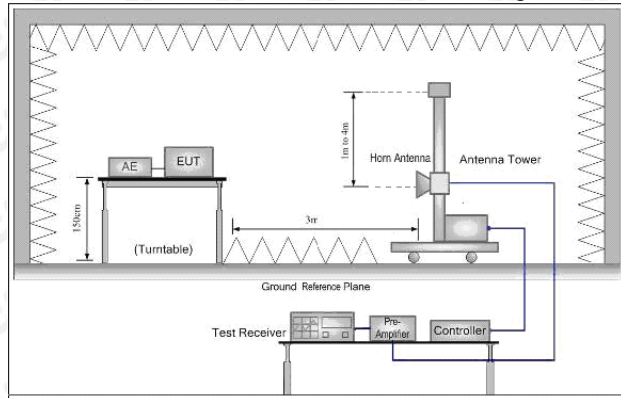 AE
EUT
150cm
(Turntable)
1m to 4m
Horn Antenna
Antenna Tower
3m
Ground Reference Plane
Test Receiver
Pre-
Amplifier
Controller